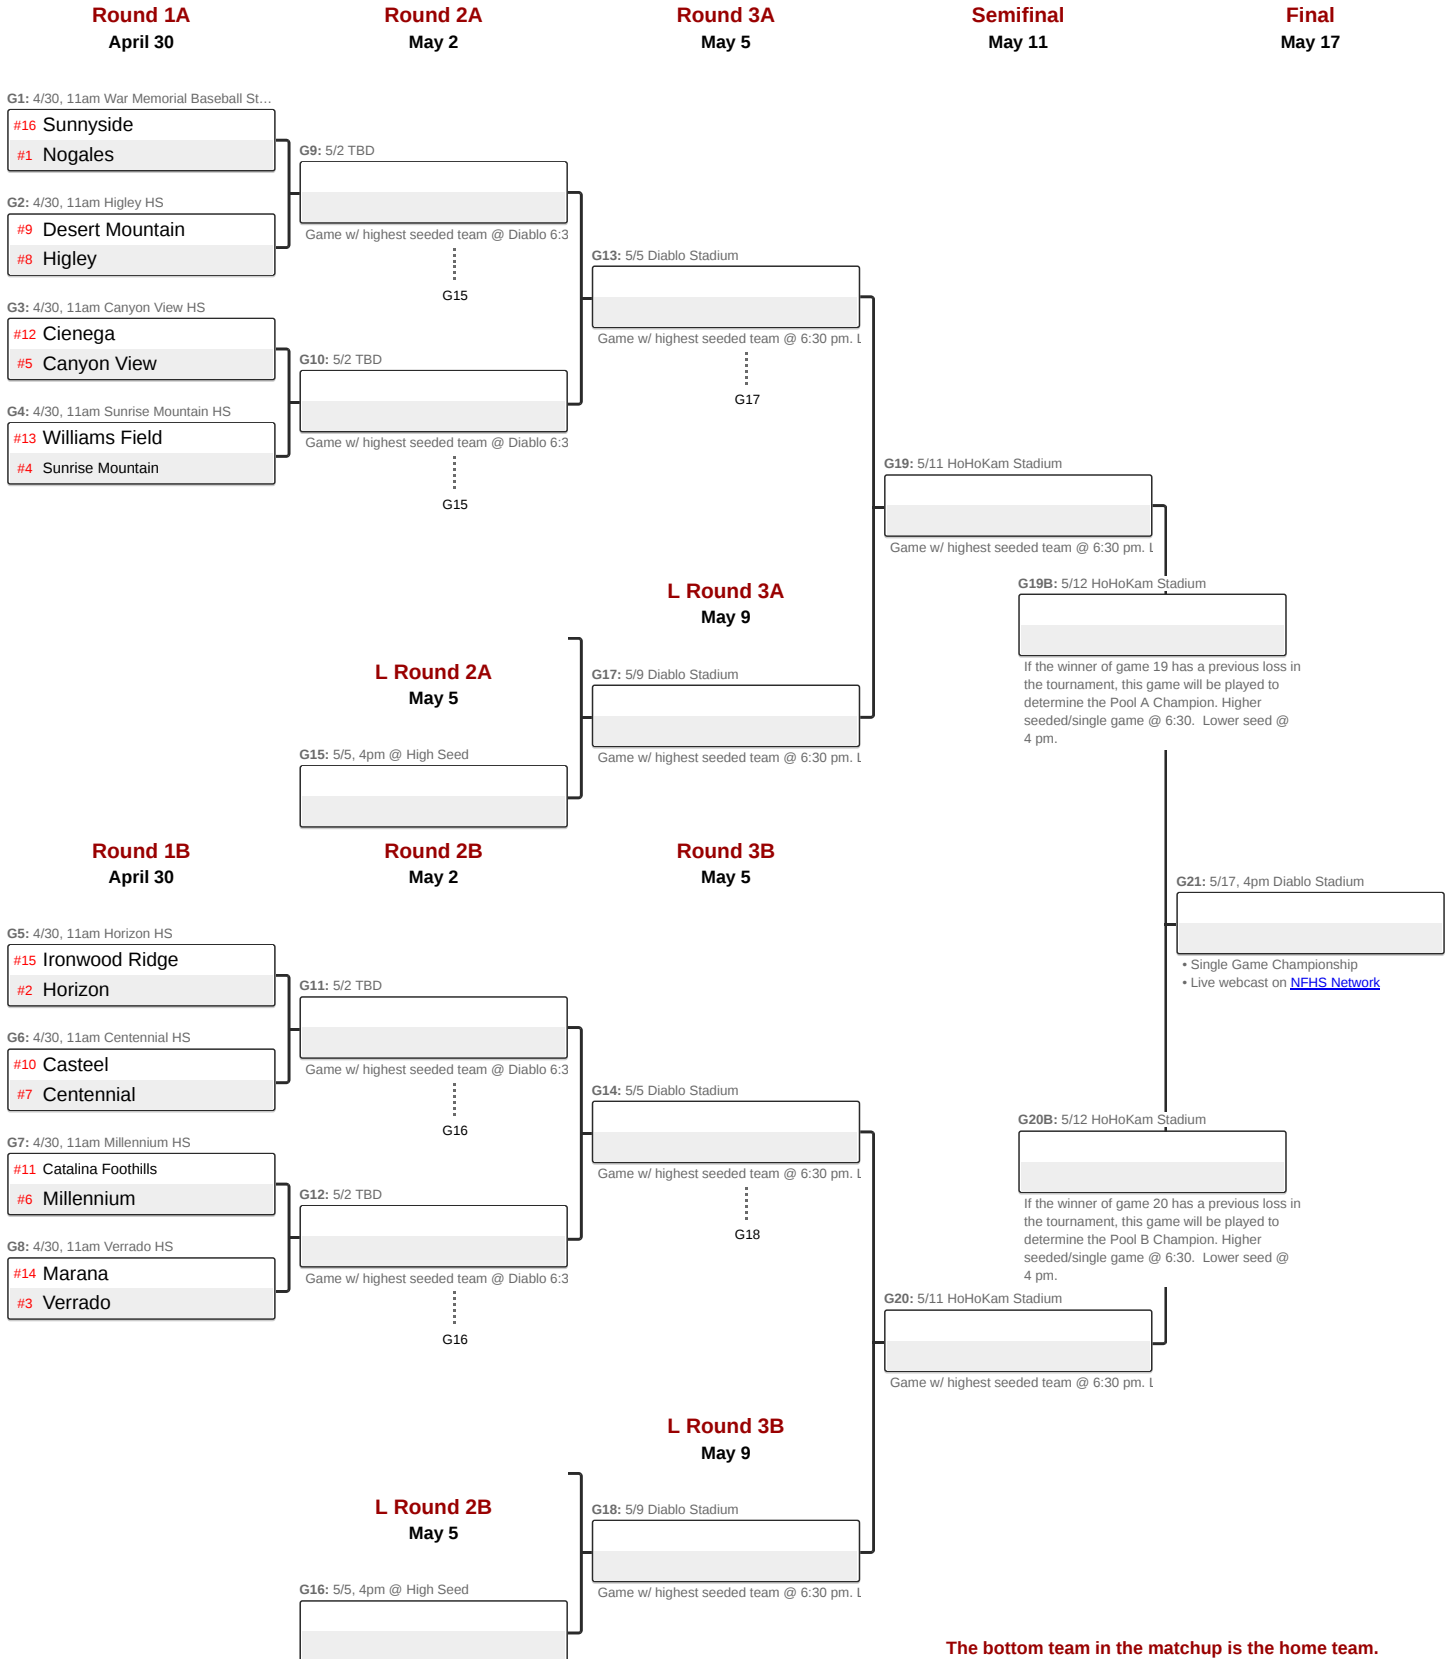 Round 1A
April 30
Round 2A
May 2
Round 3A
May 5
Semifinal
May 11
Final
May 17
G1: 4/30, 11am War Memorial Baseball St...
#16 Sunnyside
#1 Nogales
G2: 4/30, 11am Higley HS
#9 Desert Mountain
#8 Higley
G3: 4/30, 11am Canyon View HS
#12 Cienega
#5 Canyon View
G4: 4/30, 11am Sunrise Mountain HS
#13 Williams Field
#4 Sunrise Mountain
G9: 5/2 TBD
Game w/ highest seeded team @ Diablo 6:3
G15
G10: 5/2 TBD
Game w/ highest seeded team @ Diablo 6:3
G15
G13: 5/5 Diablo Stadium
Game w/ highest seeded team @ 6:30 pm. L
G17
G19: 5/11 HoHoKam Stadium
Game w/ highest seeded team @ 6:30 pm. L
G19B: 5/12 HoHoKam Stadium
If the winner of game 19 has a previous loss in
the tournament, this game will be played to
determine the Pool A Champion. Higher
seeded/single game @ 6:30. Lower seed @
4 pm.
L Round 3A
May 9
L Round 2A
May 5
G17: 5/9 Diablo Stadium
Game w/ highest seeded team @ 6:30 pm. L
G15: 5/5, 4pm @ High Seed
Round 1B
April 30
Round 2B
May 2
Round 3B
May 5
G21: 5/17, 4pm Diablo Stadium
• Single Game Championship
• Live webcast on NFHS Network
G5: 4/30, 11am Horizon HS
#15 Ironwood Ridge
#2 Horizon
G6: 4/30, 11am Centennial HS
#10 Casteel
#7 Centennial
G7: 4/30, 11am Millennium HS
#11 Catalina Foothills
#6 Millennium
G8: 4/30, 11am Verrado HS
#14 Marana
#3 Verrado
G11: 5/2 TBD
Game w/ highest seeded team @ Diablo 6:3
G16
G12: 5/2 TBD
Game w/ highest seeded team @ Diablo 6:3
G16
G14: 5/5 Diablo Stadium
Game w/ highest seeded team @ 6:30 pm. L
G18
G20B: 5/12 HoHoKam Stadium
If the winner of game 20 has a previous loss in
the tournament, this game will be played to
determine the Pool B Champion. Higher
seeded/single game @ 6:30. Lower seed @
4 pm.
G20: 5/11 HoHoKam Stadium
Game w/ highest seeded team @ 6:30 pm. L
L Round 3B
May 9
L Round 2B
May 5
G18: 5/9 Diablo Stadium
Game w/ highest seeded team @ 6:30 pm. L
G16: 5/5, 4pm @ High Seed
The bottom team in the matchup is the home team.